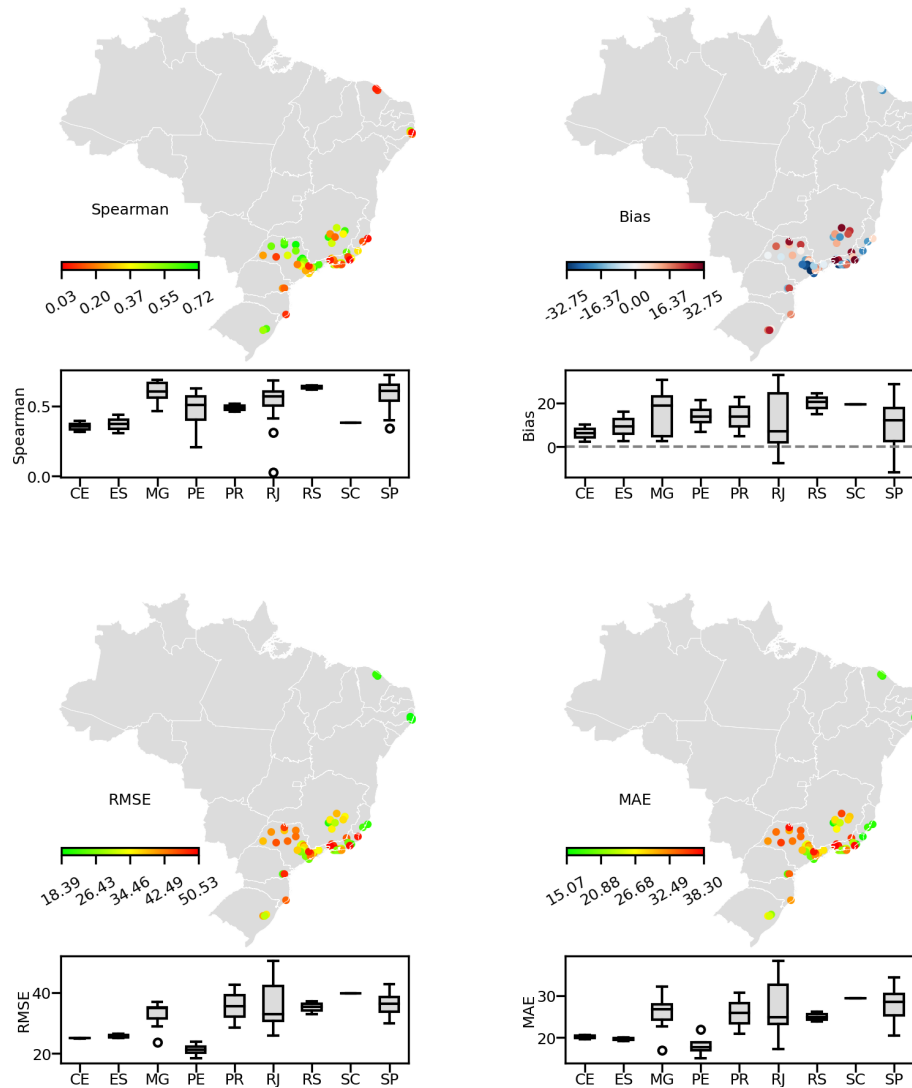 Spearman
0.03 0.20 0.37 0.55 0.72
Spearman
0.5
0.0
CE ES MG PE PR RJ RS SC SP
Bias
-32.75 -16.37 0.00 16.37 32.75
Bias
20
0
CE ES MG PE PR RJ RS SC SP
RMSE
18.39 26.43 34.46 42.49 50.53
RMSE
40
20
CE ES MG PE PR RJ RS SC SP
MAE
15.07 20.88 26.68 32.49 38.30
MAE
30
20
CE ES MG PE PR RJ RS SC SP